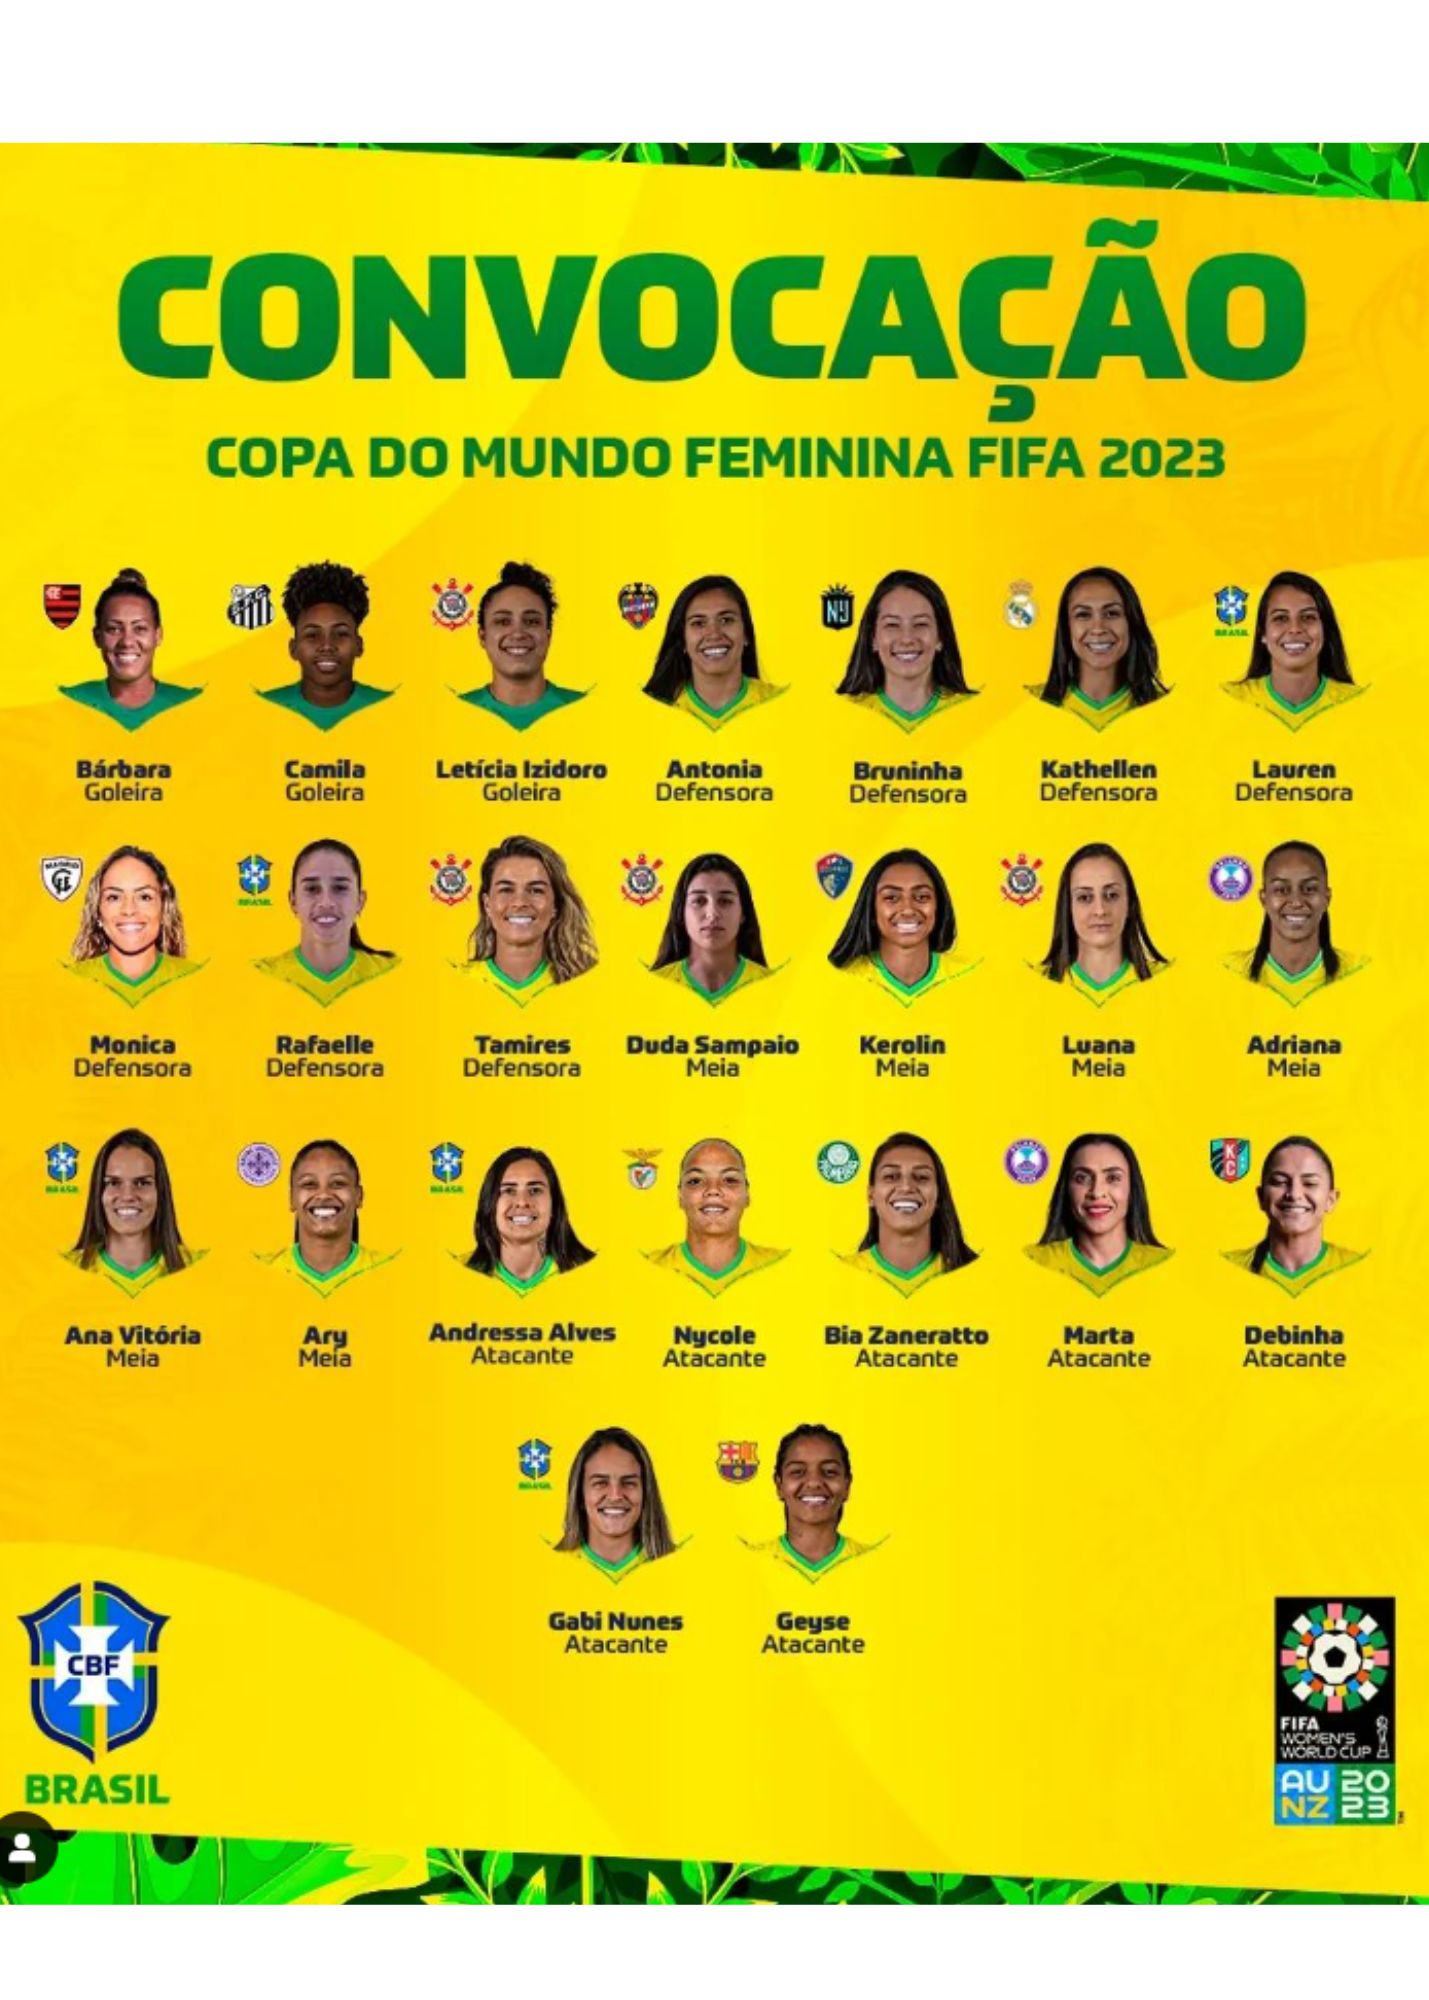 CONVOCAÇÃO
COPA DO MUNDO FEMININA FIFA 2023
Bárbara
Goleira
Camila
Goleira
Letícia Izidoro
Goleira
Antonia
Defensora
Bruninha
Defensora
Kathellen
Defensora
Lauren
Defensora
Monica
Defensora
Rafaelle
Defensora
Tamires
Defensora
Duda Sampaio
Meia
Kerolin
Meia
Luana
Meia
Adriana
Meia
Ana Vitória
Meia
Ary
Meia
Andressa Alves
Atacante
Nycole
Atacante
Bia Zaneratto
Atacante
Marta
Atacante
Debinha
Atacante
Gabi Nunes
Atacante
Geyse
Atacante
CBF
BRASIL
FIFA
WOMEN'S
WORLD CUP
AU 20
NZ 23